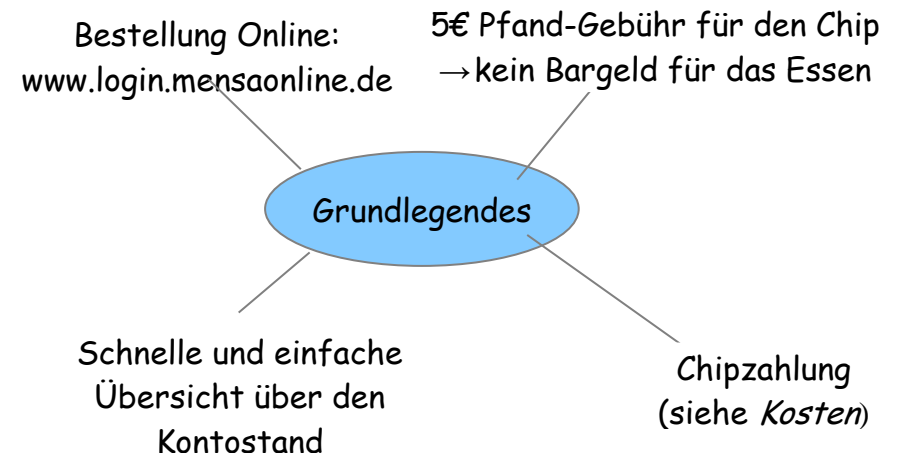 Bestellung Online:
www.login.mensaonline.de
5€ Pfand-Gebühr für den Chip
→kein Bargeld für das Essen
Grundlegendes
Schnelle und einfache
Übersicht über den
Kontostand
Chipzahlung
(siehe Kosten)